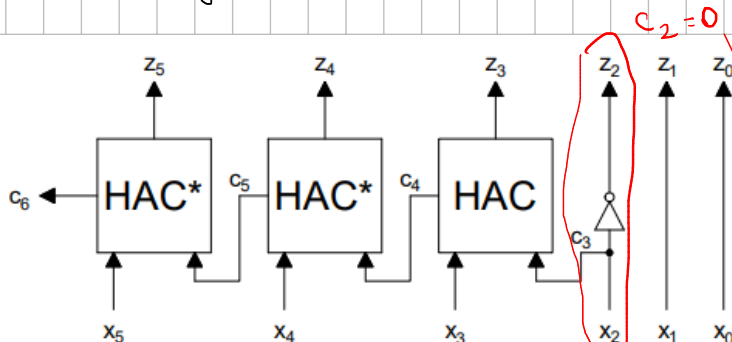 c₂=0
z₅ z₄ z₃ z₂ z₁ z₀
c₆ HAC* c₅ HAC* c₄ HAC
c₃
x₅ x₄ x₃ x₂ x₁ x₀